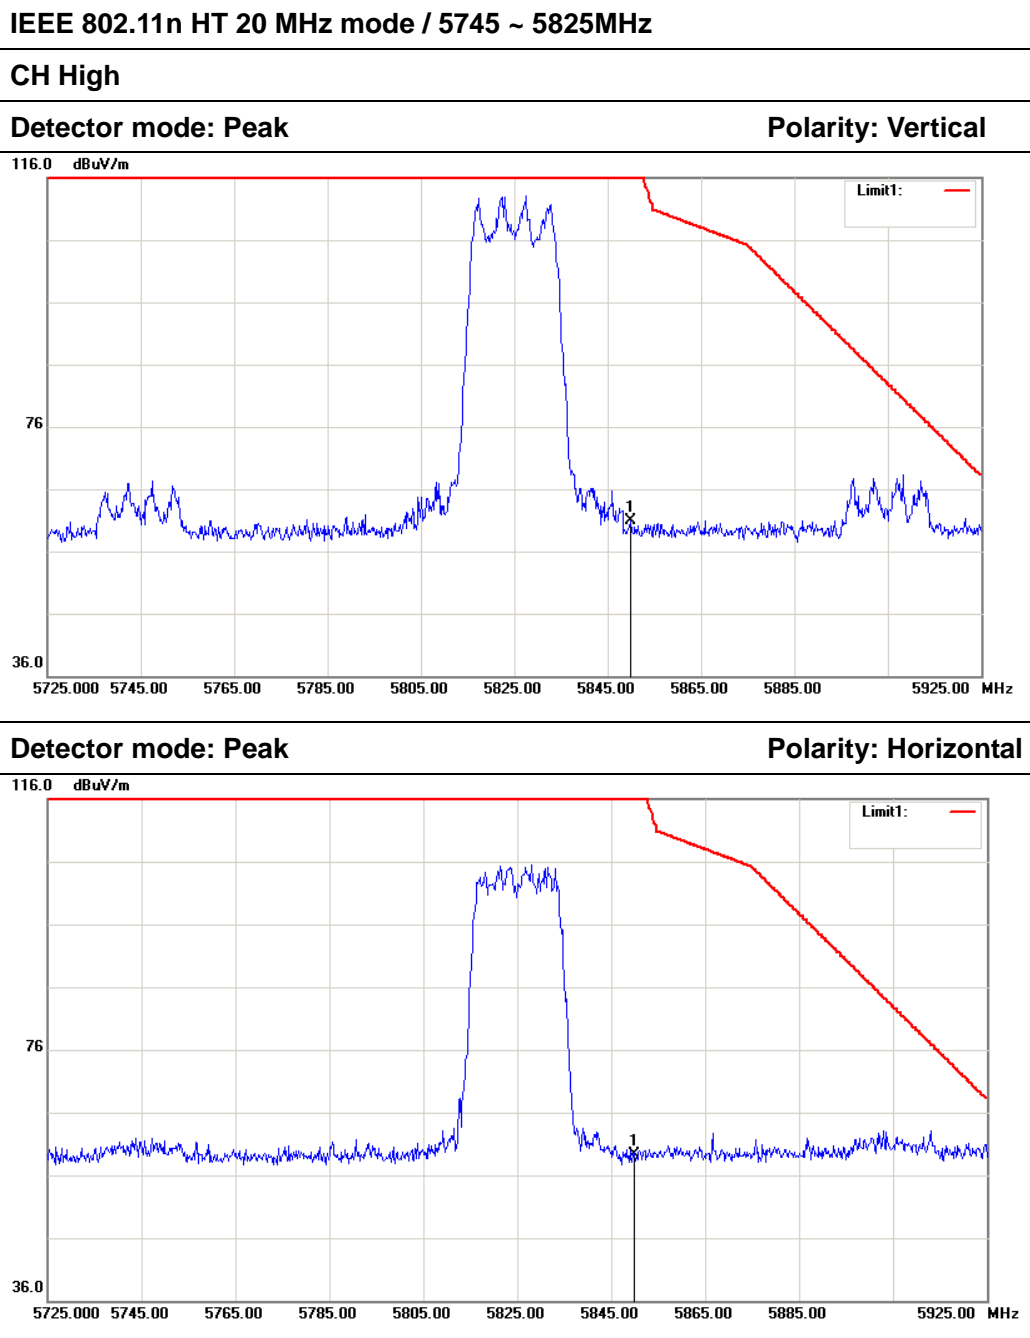 IEEE 802.11n HT 20 MHz mode / 5745 ~ 5825MHz
CH High
Detector mode: Peak Polarity: Vertical
116.0 dBuV/m
Limit1:
76
1
36.0
5725.000 5745.00 5765.00 5785.00 5805.00 5825.00 5845.00 5865.00 5885.00 5925.00 MHz
Detector mode: Peak Polarity: Horizontal
116.0 dBuV/m
Limit1:
76
1
36.0
5725.000 5745.00 5765.00 5785.00 5805.00 5825.00 5845.00 5865.00 5885.00 5925.00 MHz